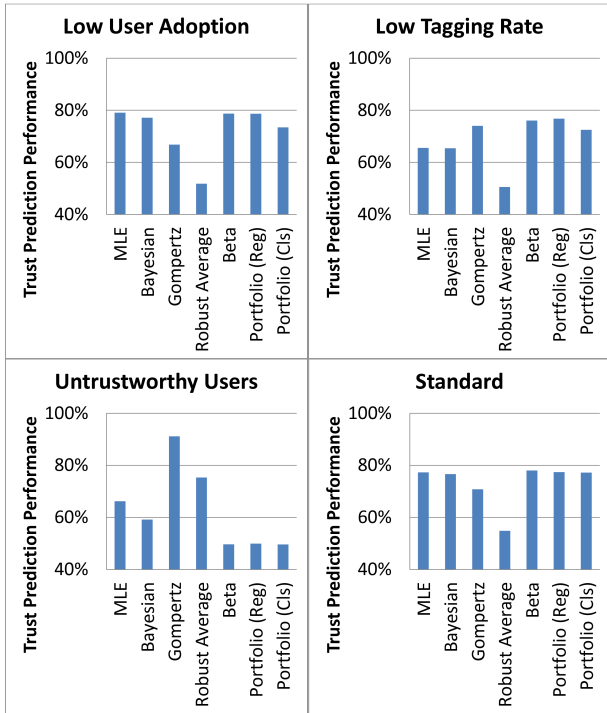 Low User Adoption
Trust Prediction Performance
100%
80%
60%
40%
MLE
Bayesian
Gompertz
Robust Average
Beta
Portfolio (Reg)
Portfolio (Cls)
Low Tagging Rate
Trust Prediction Performance
100%
80%
60%
40%
MLE
Bayesian
Gompertz
Robust Average
Beta
Portfolio (Reg)
Portfolio (Cls)
Untrustworthy Users
Trust Prediction Performance
100%
80%
60%
40%
MLE
Bayesian
Gompertz
Robust Average
Beta
Portfolio (Reg)
Portfolio (Cls)
Standard
Trust Prediction Performance
100%
80%
60%
40%
MLE
Bayesian
Gompertz
Robust Average
Beta
Portfolio (Reg)
Portfolio (Cls)